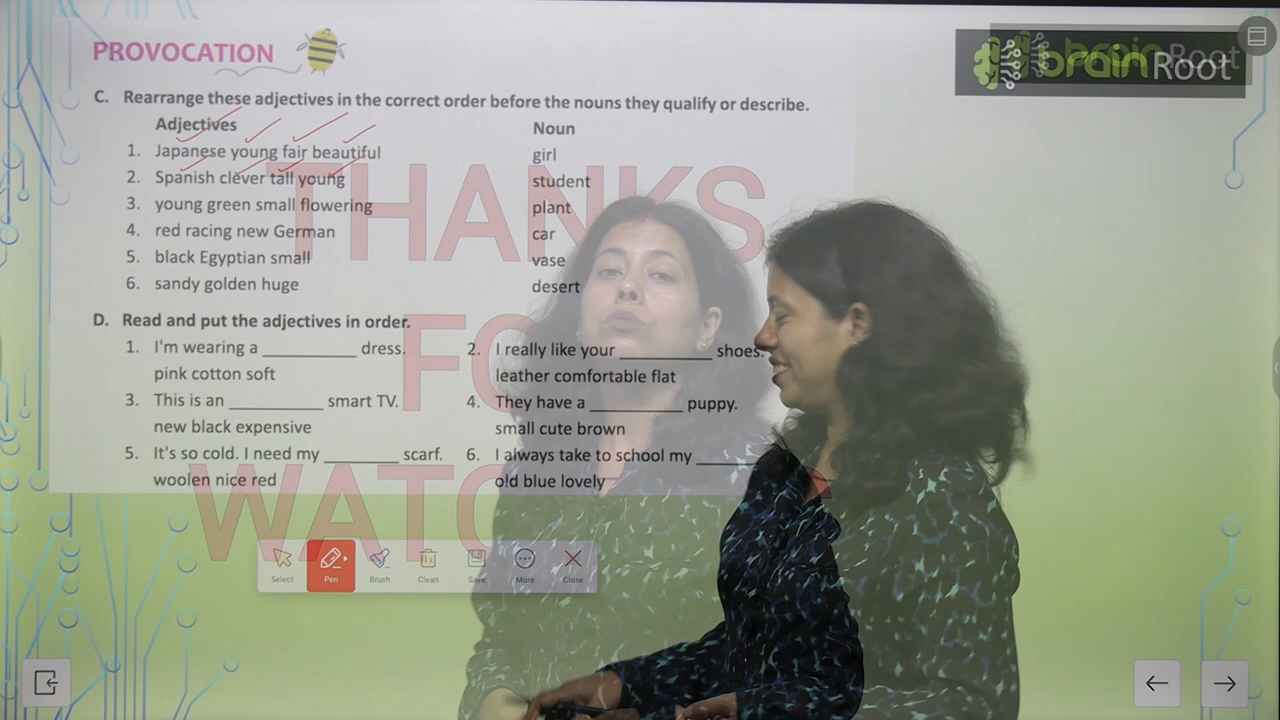 PROVOCATION
brainRoot
C. Rearrange these adjectives in the correct order before the nouns they qualify or describe.
Adjectives Noun
1. Japanese young fair beautiful girl
2. Spanish clever tall young student
3. young green small flowering plant
4. red racing new German car
5. black Egyptian small vase
6. sandy golden huge desert
D. Read and put the adjectives in order.
1. I'm wearing a __________ dress. 2. I really like your __________ shoes.
pink cotton soft leather comfortable flat
3. This is an __________ smart TV. 4. They have a __________ puppy.
new black expensive small cute brown
5. It's so cold. I need my ________ scarf. 6. I always take to school my ______
woolen nice red old blue lovely
THANKS
FO
WATC
Select Pen Brush Clean Save More Close